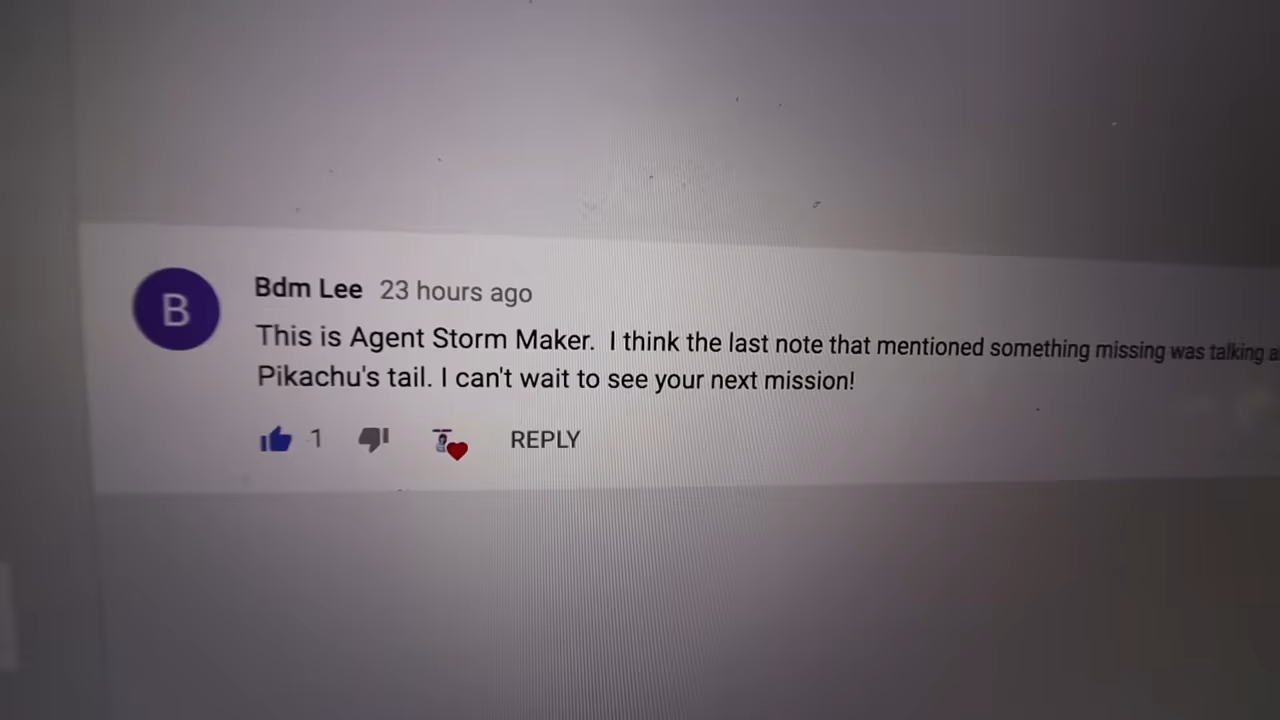 B
Bdm Lee 23 hours ago
This is Agent Storm Maker. I think the last note that mentioned something missing was talking
Pikachu's tail. I can't wait to see your next mission!
1
REPLY